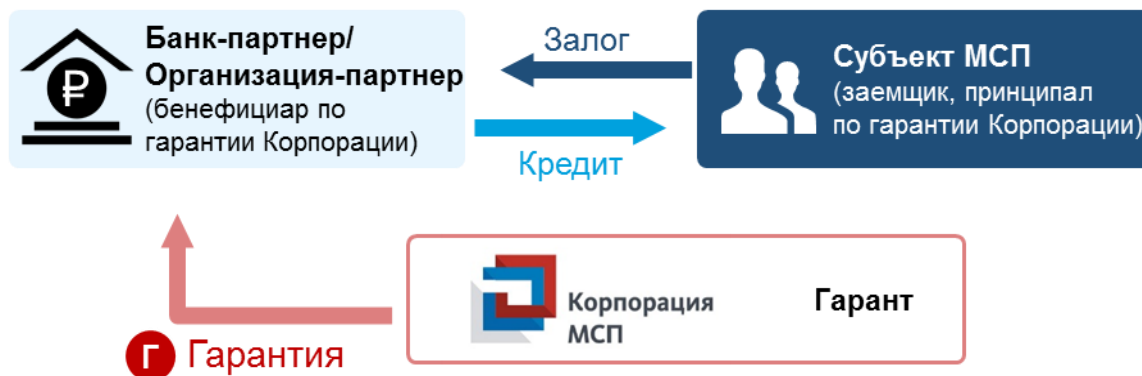 Банк-партнер/
Организация-партнер
(бенефициар по
гарантии Корпорации)
Залог
Кредит
Субъект МСП
(заемщик, принципал
по гарантии Корпорации)
Корпорация
МСП
Гарант
Г Гарантия